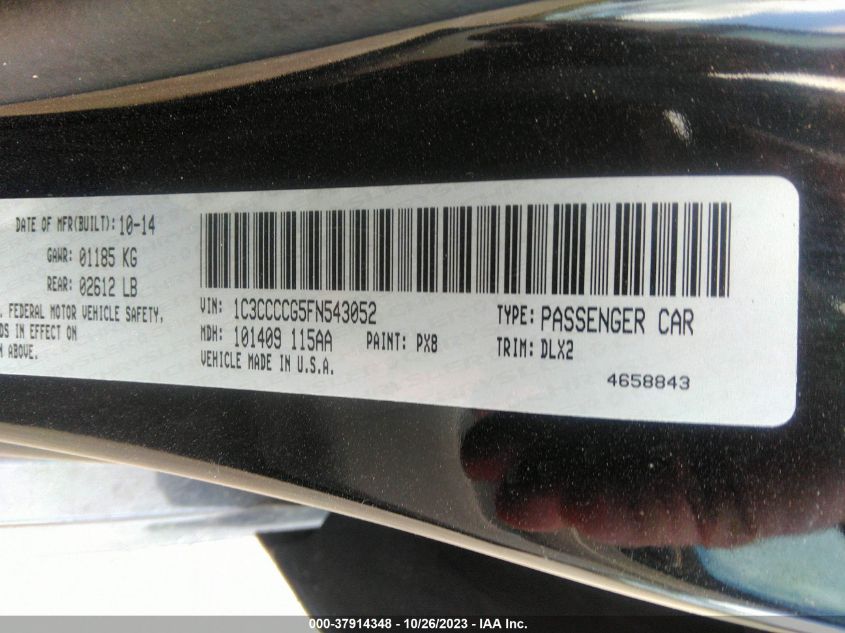 DATE OF MFR(BUILT): 10-14
GAWR: 01185 KG
REAR: 02612 LB
. FEDERAL MOTOR VEHICLE SAFETY,
DS IN EFFECT ON
N ABOVE.
VIN: 1C3CCCCG5FN543052
MDH: 101409 115AA PAINT: PX8
VEHICLE MADE IN U.S.A.
TYPE: PASSENGER CAR
TRIM: DLX2
4658843
000-37914348 - 10/26/2023 - IAA Inc.